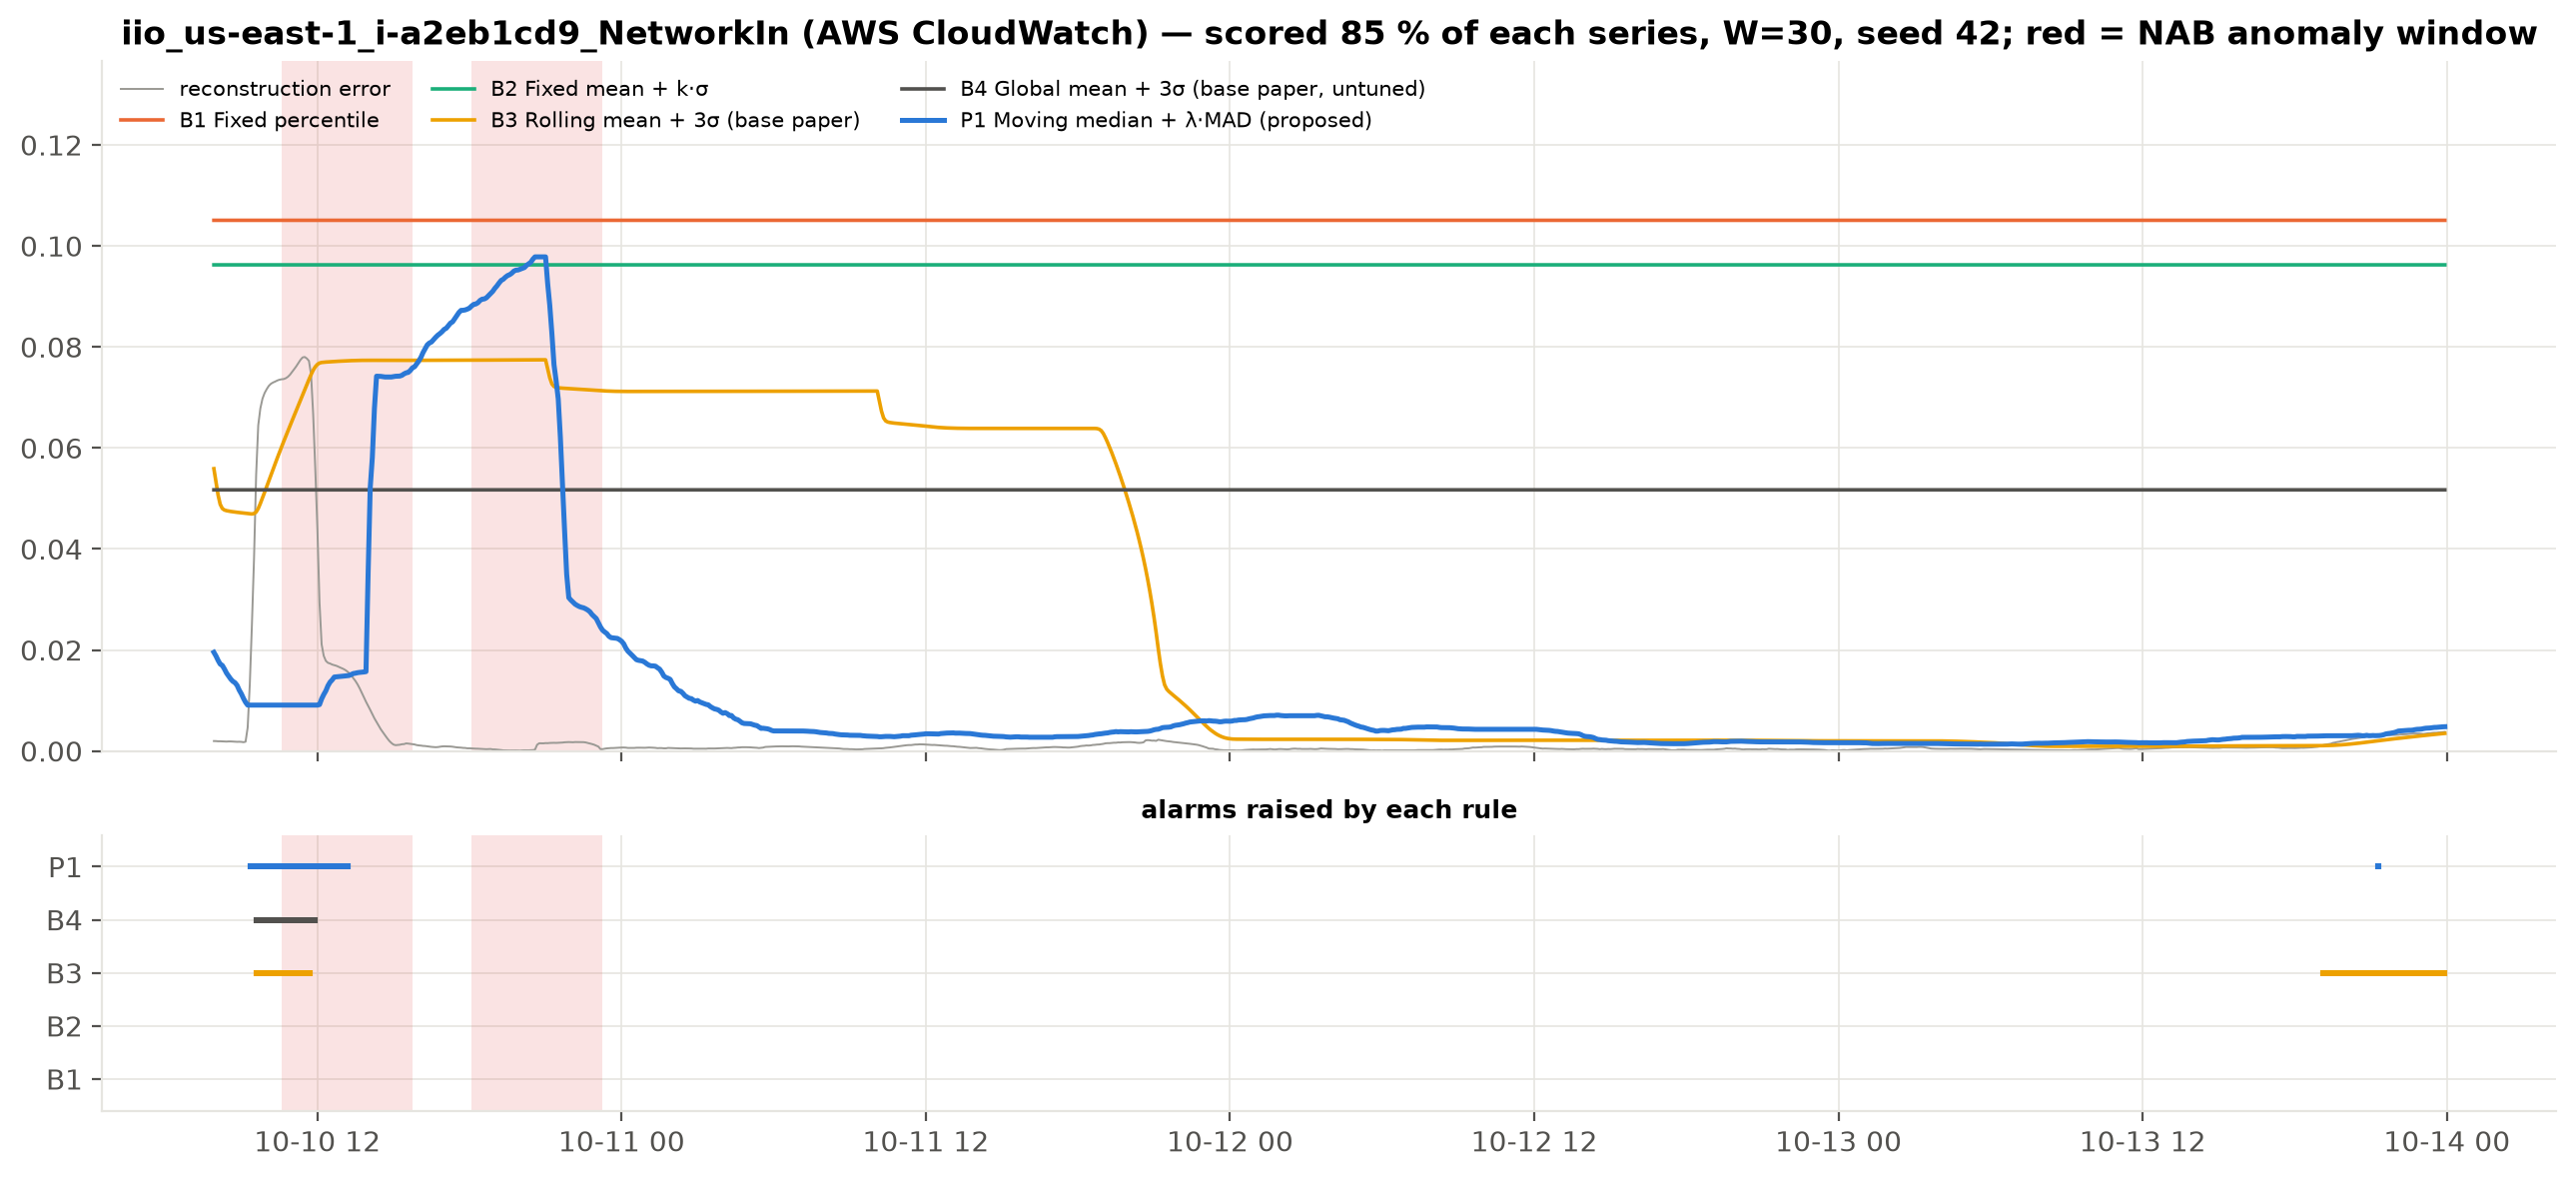 iio_us-east-1_i-a2eb1cd9_NetworkIn (AWS CloudWatch) — scored 85 % of each series, W=30, seed 42; red = NAB anomaly window
reconstruction error
B1 Fixed percentile
B2 Fixed mean + k·σ
B3 Rolling mean + 3σ (base paper)
B4 Global mean + 3σ (base paper, untuned)
P1 Moving median + λ·MAD (proposed)
0.12
0.10
0.08
0.06
0.04
0.02
0.00
alarms raised by each rule
P1
B4
B3
B2
B1
10-10 12
10-11 00
10-11 12
10-12 00
10-12 12
10-13 00
10-13 12
10-14 00